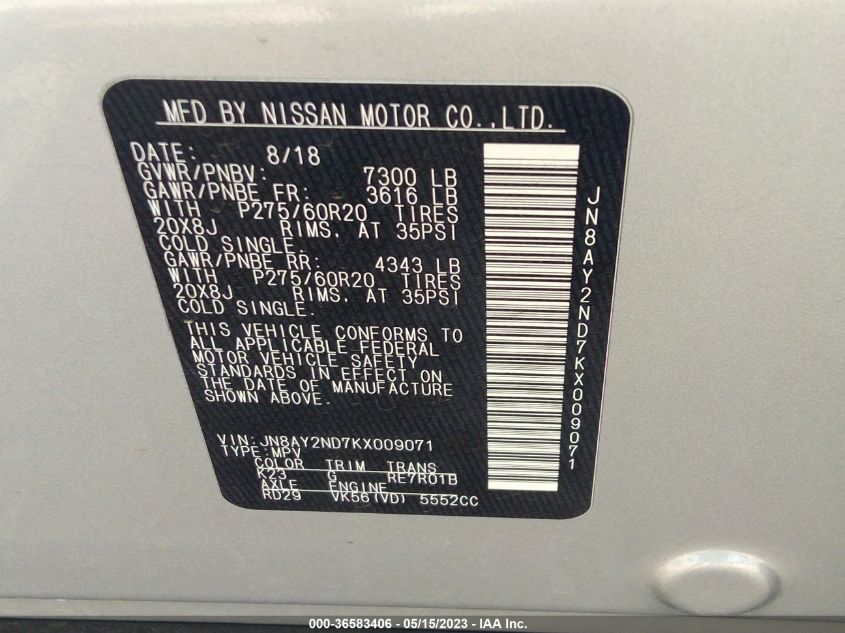 MFD BY NISSAN MOTOR CO.,LTD.
DATE: 8/18
GVWR/PNBV: 7300 LB
GAWR/PNBE FR: 3616 LB
WITH P275/60R20 TIRES
20X8J RIMS, AT 35PSI
COLD SINGLE.
GAWR/PNBE RR: 4343 LB
WITH P275/60R20 TIRES
20X8J RIMS, AT 35PSI
COLD SINGLE.
THIS VEHICLE CONFORMS TO
ALL APPLICABLE FEDERAL
MOTOR VEHICLE SAFETY
STANDARDS IN EFFECT ON
THE DATE OF MANUFACTURE
SHOWN ABOVE.
VIN:JN8AY2ND7KX009071
TYPE:MPV
COLOR TRIM TRANS
K23 G RE7R01B
AXLE ENGINE
RD29 VK56(VD) 5552CC
JN8AY2ND7KX009071
000-36583406 - 05/15/2023 - IAA Inc.